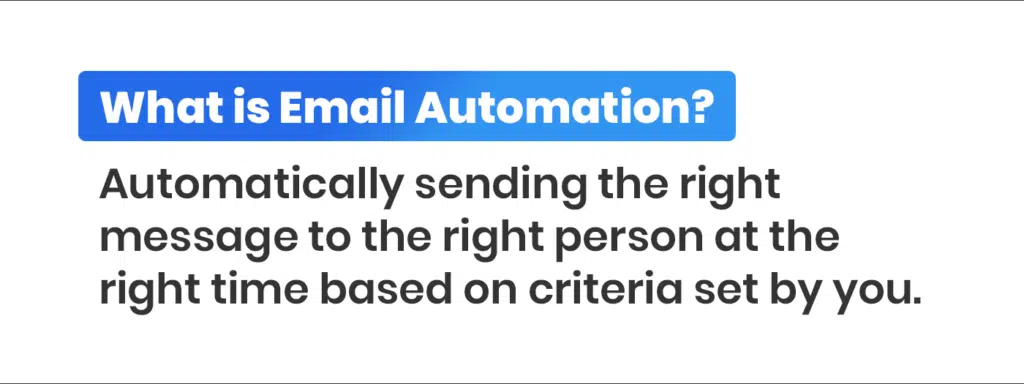 What is Email Automation?
Automatically sending the right
message to the right person at the
right time based on criteria set by you.